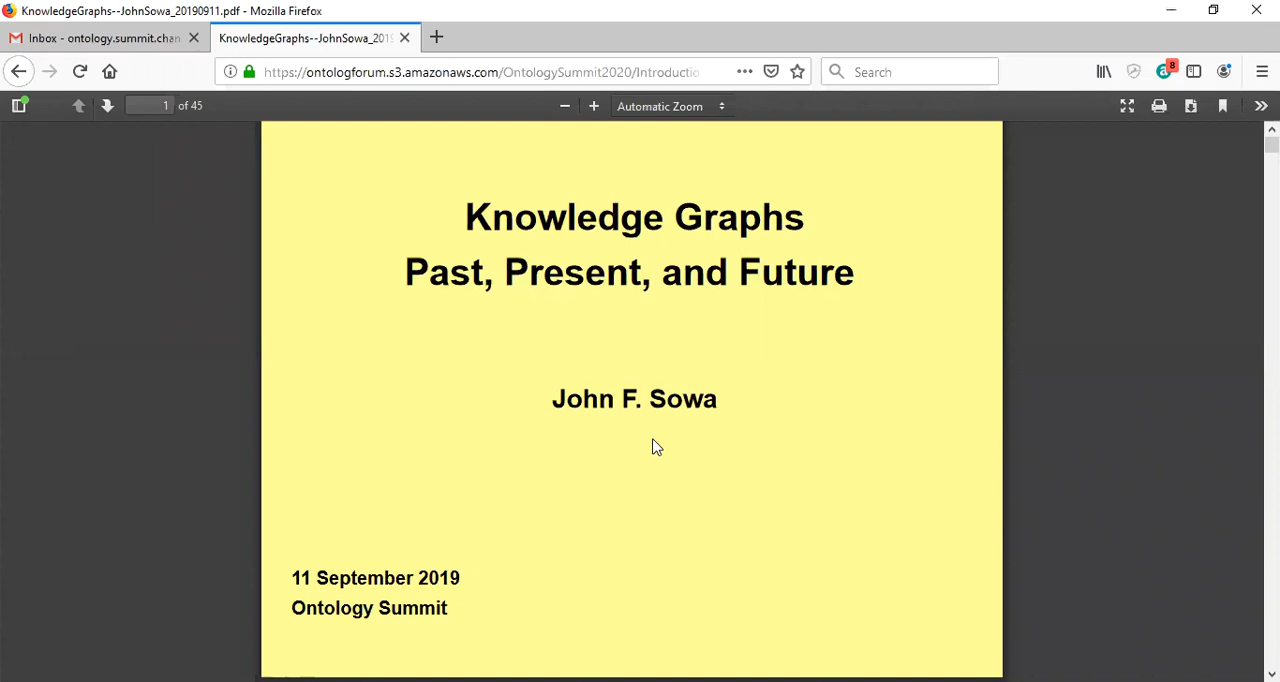 KnowledgeGraphs--JohnSowa_20190911.pdf - Mozilla Firefox
Inbox - ontology.summit.chan
KnowledgeGraphs--JohnSowa_201
https://ontologforum.s3.amazonaws.com/OntologySummit2020/Introductio
Search
8
1 of 45
Automatic Zoom
Knowledge Graphs
Past, Present, and Future
John F. Sowa
11 September 2019
Ontology Summit